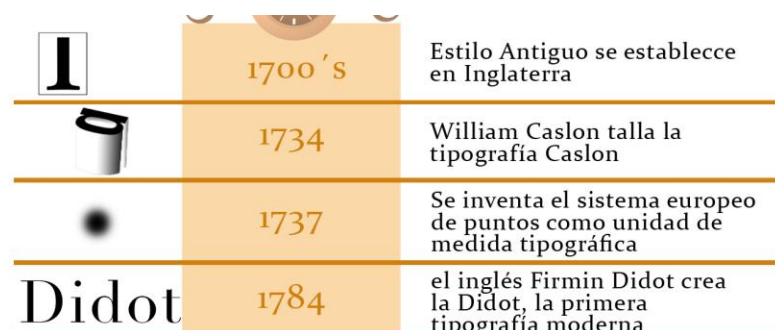 1700´s
Estilo Antiguo se establecce
en Inglaterra
1734
William Caslon talla la
tipografía Caslon
1737
Se inventa el sistema europeo
de puntos como unidad de
medida tipográfica
Didot
1784
el inglés Firmin Didot crea
la Didot, la primera
tipografía moderna